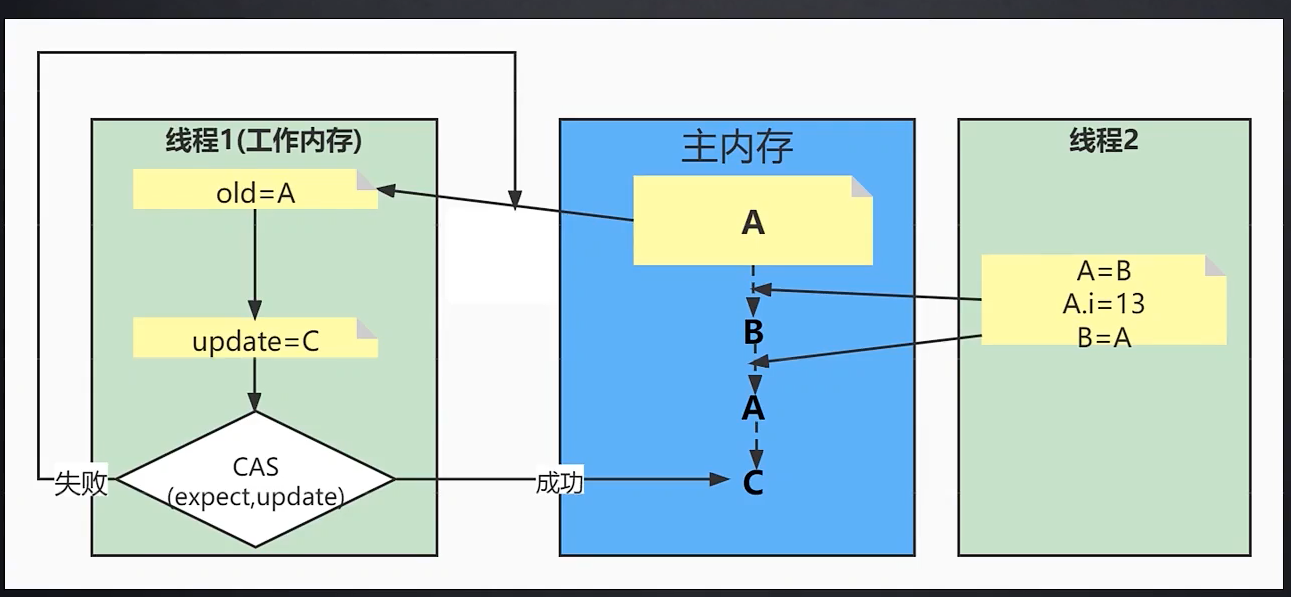 线程1(工作内存)
old=A
update=C
CAS
(expect,update)
失败
成功
主内存
A
B
A
C
线程2
A=B
A.i=13
B=A